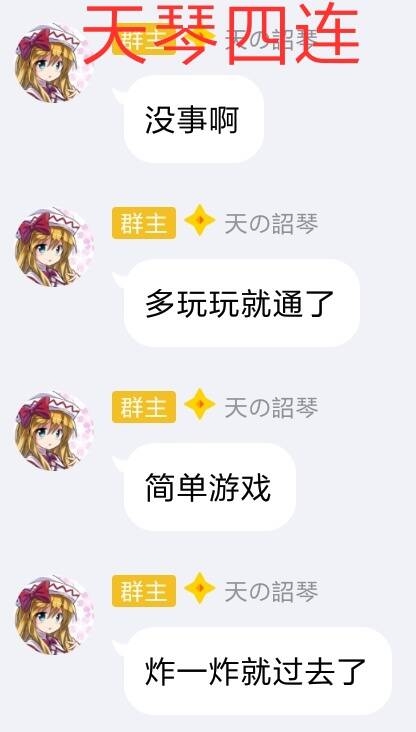 天琴四连
群主 天の詔琴
没事啊
群主 天の詔琴
多玩玩就通了
群主 天の詔琴
简单游戏
群主 天の詔琴
炸一炸就过去了